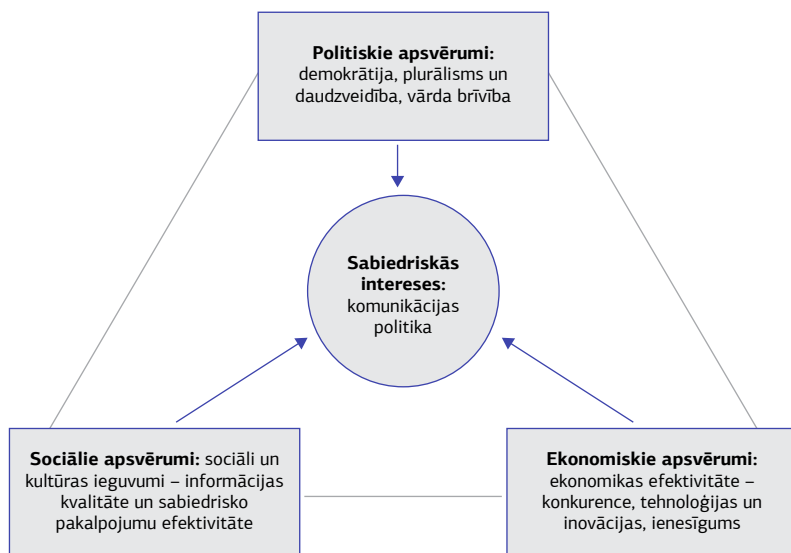 Politiskie apsvērumi:
demokrātija, plurālisms un
daudzveidība, vārda brīvība
Sabiedriskās
intereses:
komunikācijas
politika
Sociālie apsvērumi: sociāli un
kultūras ieguvumi – informācijas
kvalitāte un sabiedrisko
pakalpojumu efektivitāte
Ekonomiskie apsvērumi:
ekonomikas efektivitāte –
konkurence, tehnoloģijas un
inovācijas, ienesīgums